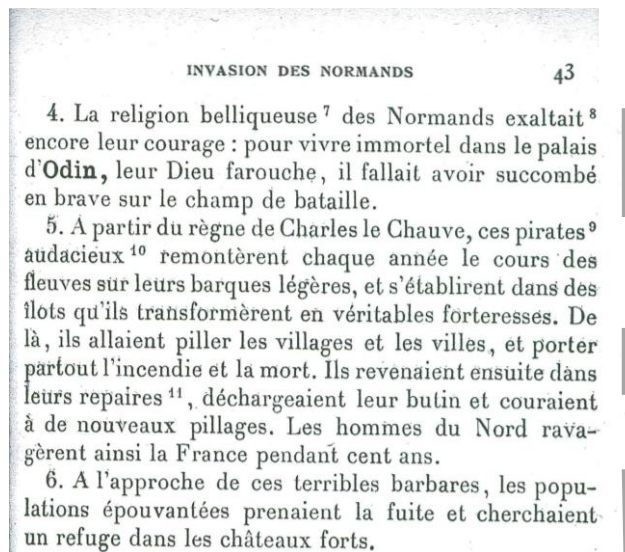 INVASION DES NORMANDS 43
4. La religion belliqueuse ⁷ des Normands exaltait ⁸
encore leur courage : pour vivre immortel dans le palais
d'Odin, leur Dieu farouche, il fallait avoir succombé
en brave sur le champ de bataille.
5. A partir du règne de Charles le Chauve, ces pirates ⁹
audacieux ¹⁰ remontèrent chaque année le cours des
fleuves sur leurs barques légères, et s'établirent dans des
îlots qu'ils transformèrent en véritables forteresses. De
là, ils allaient piller les villages et les villes, et porter
partout l'incendie et la mort. Ils revenaient ensuite dans
leurs repaires ¹¹, déchargeaient leur butin et couraient
à de nouveaux pillages. Les hommes du Nord rava-
gèrent ainsi la France pendant cent ans.
6. A l'approche de ces terribles barbares, les popu-
lations épouvantées prenaient la fuite et cherchaient
un refuge dans les châteaux forts.